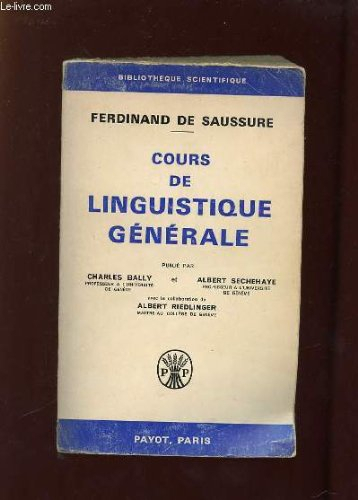 Le-livre.com
BIBLIOTHÈQUE SCIENTIFIQUE
FERDINAND DE SAUSSURE
COURS
DE
LINGUISTIQUE
GÉNÉRALE
PUBLIÉ PAR
CHARLES BALLY et ALBERT SECHEHAYE
PROFESSEUR A L'UNIVERSITÉ PROFESSEUR A L'UNIVERSITÉ
DE GENÈVE DE GENÈVE
avec la collaboration de
ALBERT RIEDLINGER
MAITRE AU COLLÈGE DE GENÈVE
P P
PAYOT, PARIS